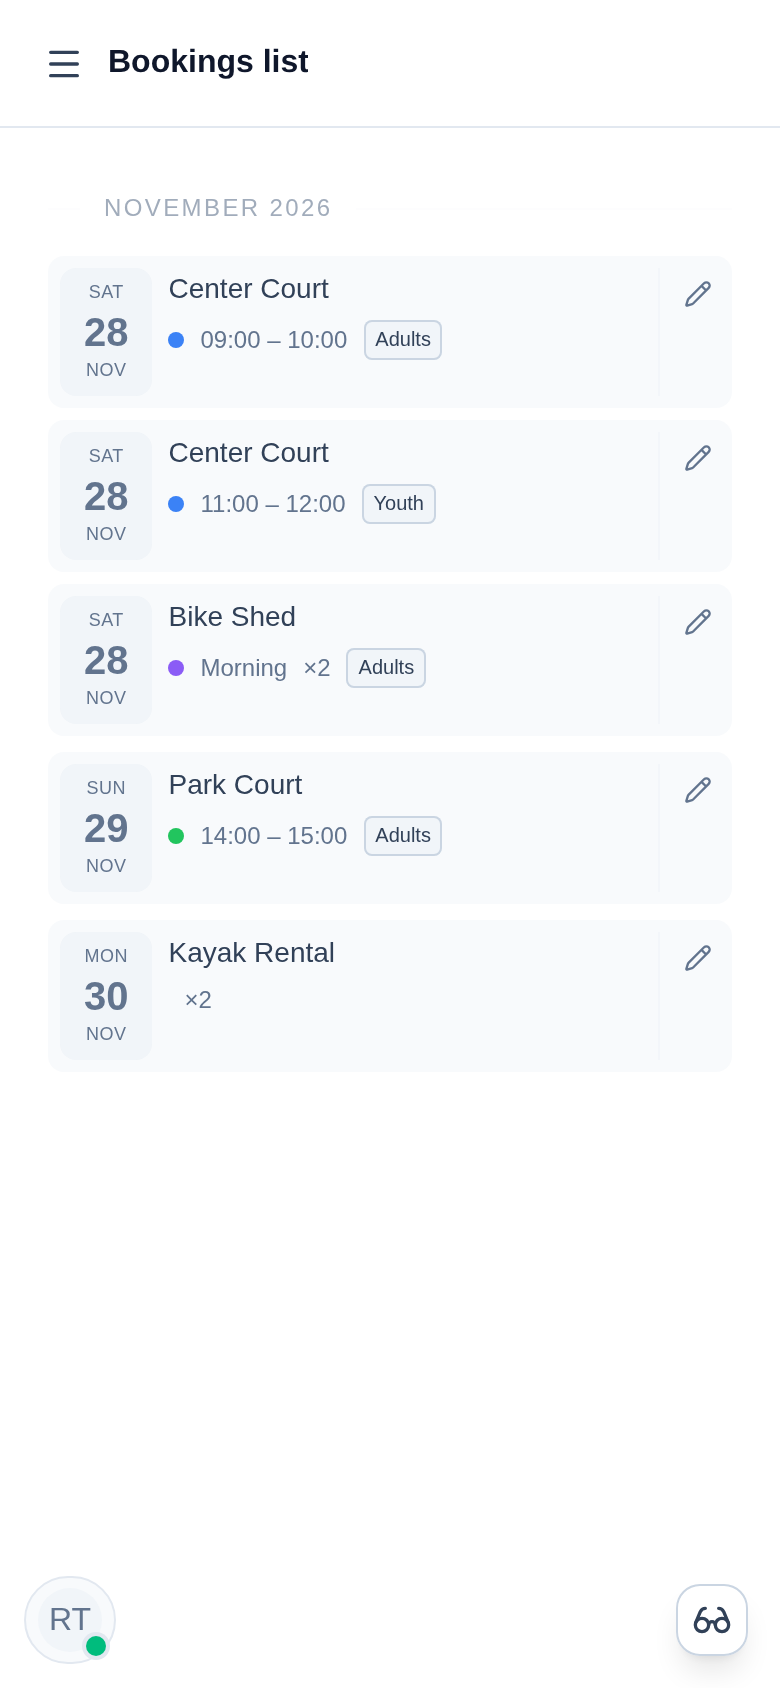 Bookings list
NOVEMBER 2026
SAT
28
NOV
Center Court
09:00 – 10:00 Adults
SAT
28
NOV
Center Court
11:00 – 12:00 Youth
SAT
28
NOV
Bike Shed
Morning ×2 Adults
SUN
29
NOV
Park Court
14:00 – 15:00 Adults
MON
30
NOV
Kayak Rental
×2
RT